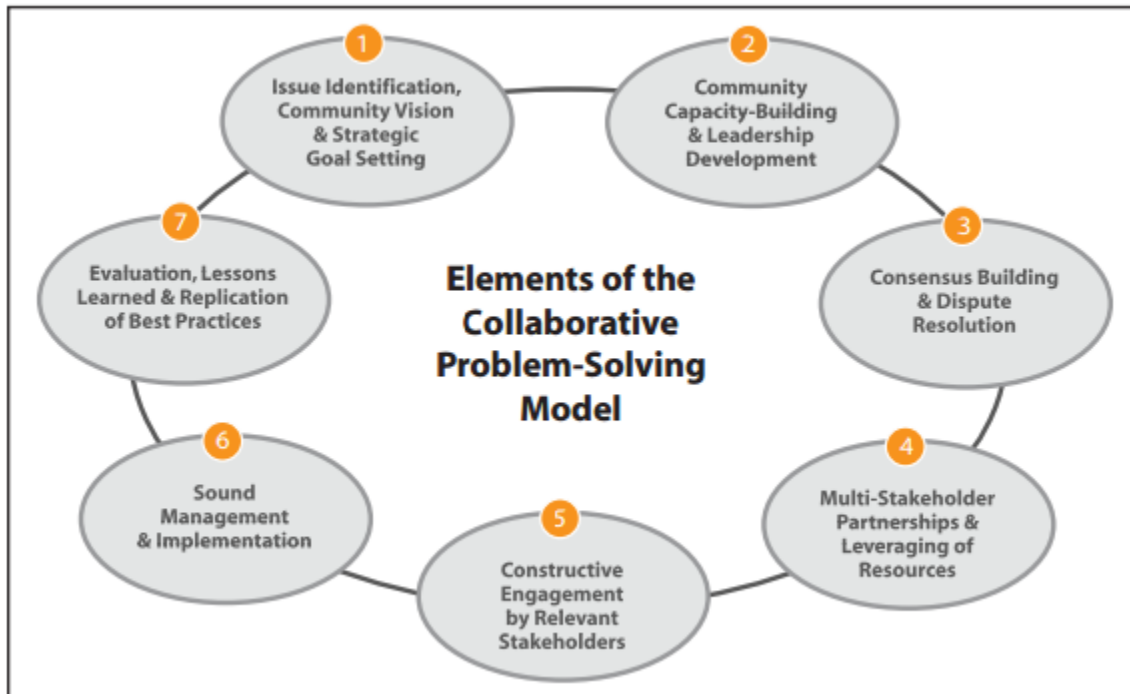 1
Issue Identification,
Community Vision
& Strategic
Goal Setting
2
Community
Capacity-Building
& Leadership
Development
3
Consensus Building
& Dispute
Resolution
4
Multi-Stakeholder
Partnerships &
Leveraging of
Resources
5
Constructive
Engagement
by Relevant
Stakeholders
6
Sound
Management
& Implementation
7
Evaluation, Lessons
Learned & Replication
of Best Practices
Elements of the
Collaborative
Problem-Solving
Model